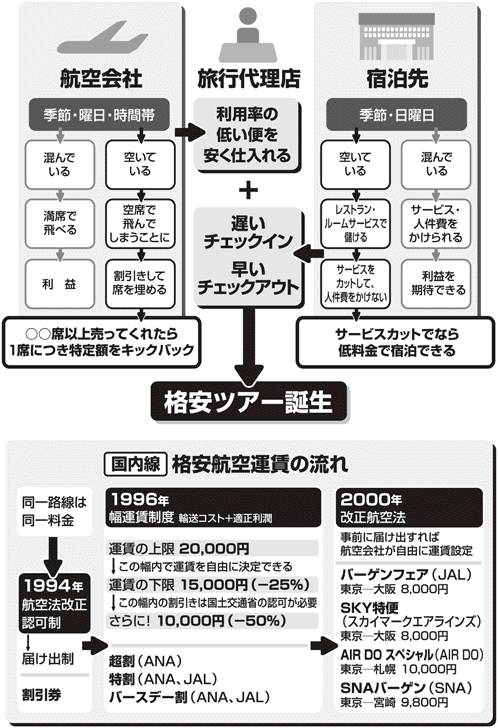 航空会社
季節・曜日・時間帯
混んで
いる
満席で
飛べる
利 益
空いて
いる
空席で
飛んで
しまうことに
割引きして
席を埋める
○○席以上売ってくれたら
1席につき特定額をキックバック
旅行代理店
利用率の
低い便を
安く仕入れる
+
遅い
チェックイン
早い
チェックアウト
宿泊先
季節・日曜日
空いて
いる
レストラン・
ルームサービスで
儲ける
サービスを
カットして、
人件費をかけない
混んで
いる
サービス・
人件費を
かけられる
利益を
期待できる
サービスカットでなら
低料金で宿泊できる
格安ツアー誕生
国内線 格安航空運賃の流れ
同一路線は
同一料金
1994年
航空法改正
認可制
届け出制
割引券
1996年
幅運賃制度 輸送コスト+適正利潤
運賃の上限 20,000円
この幅内で運賃を自由に決定できる
運賃の下限 15,000円(−25%)
この幅内の割引きは国土交通省の認可が必要
さらに! 10,000円(−50%)
超割(ANA)
特割(ANA、JAL)
バースデー割(ANA、JAL)
2000年
改正航空法
事前に届け出すれば
航空会社が自由に運賃設定
バーゲンフェア(JAL)
東京―大阪 8,000円
SKY特便
(スカイマークエアラインズ)
東京―大阪 8,000円
AIR DO スペシャル(AIR DO)
東京―札幌 10,000円
SNAバーゲン(SNA)
東京―宮崎 9,800円